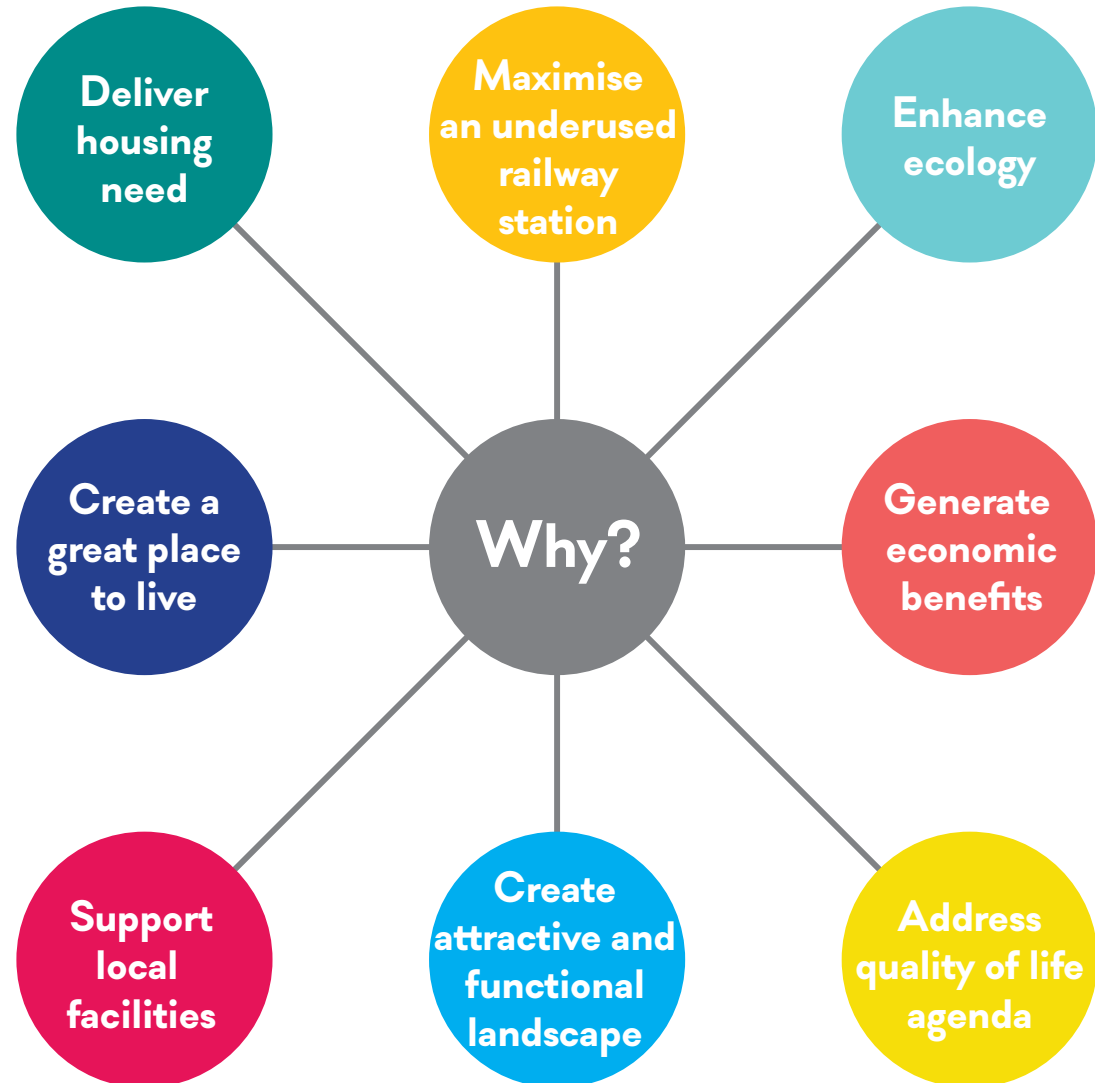 Deliver
housing
need
Maximise
an underused
railway
station
Enhance
ecology
Create a
great place
to live
Why?
Generate
economic
benefits
Support
local
facilities
Create
attractive and
functional
landscape
Address
quality of life
agenda